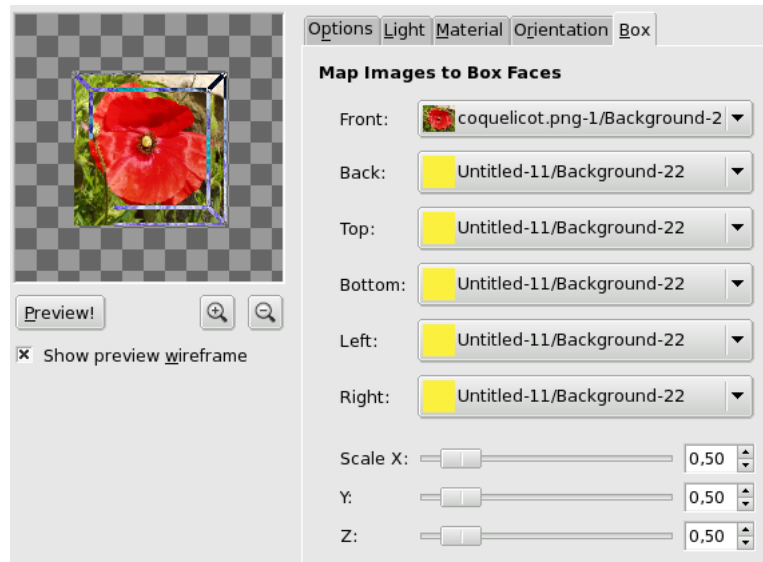 Options Light Material Orientation Box
Map Images to Box Faces
Front: coquelicot.png-1/Background-2
Back: Untitled-11/Background-22
Top: Untitled-11/Background-22
Bottom: Untitled-11/Background-22
Left: Untitled-11/Background-22
Right: Untitled-11/Background-22
Preview!
Show preview wireframe
Scale X: 0,50
Y: 0,50
Z: 0,50